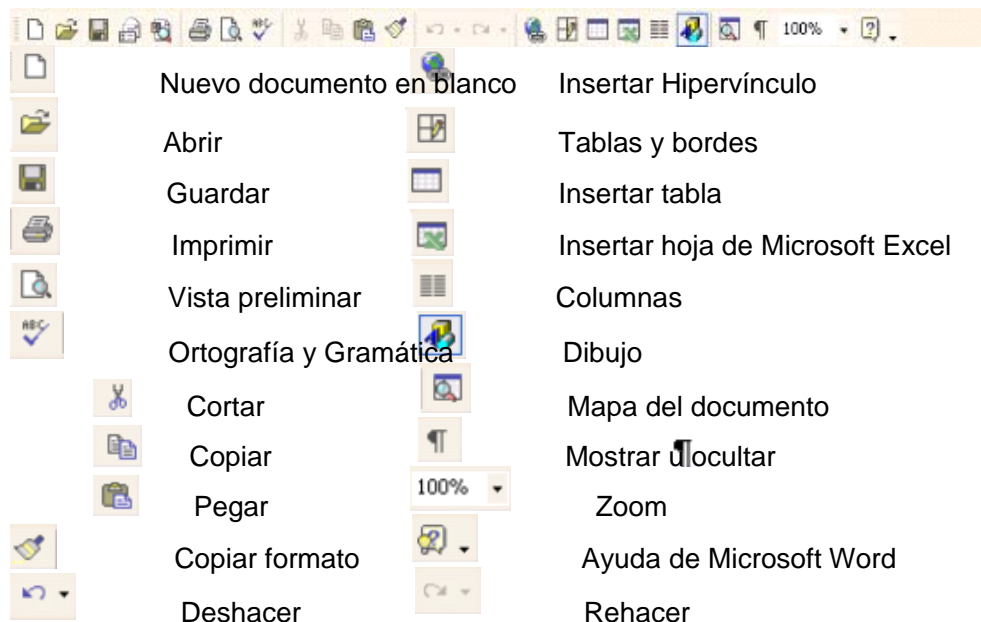 100%
Nuevo documento en blanco Insertar Hipervínculo
Abrir Tablas y bordes
Guardar Insertar tabla
Imprimir Insertar hoja de Microsoft Excel
Vista preliminar Columnas
ABC
Ortografía y Gramática Dibujo
Cortar Mapa del documento
Copiar ¶ Mostrar u ¶ocultar
Pegar 100% Zoom
Copiar formato Ayuda de Microsoft Word
Deshacer Rehacer